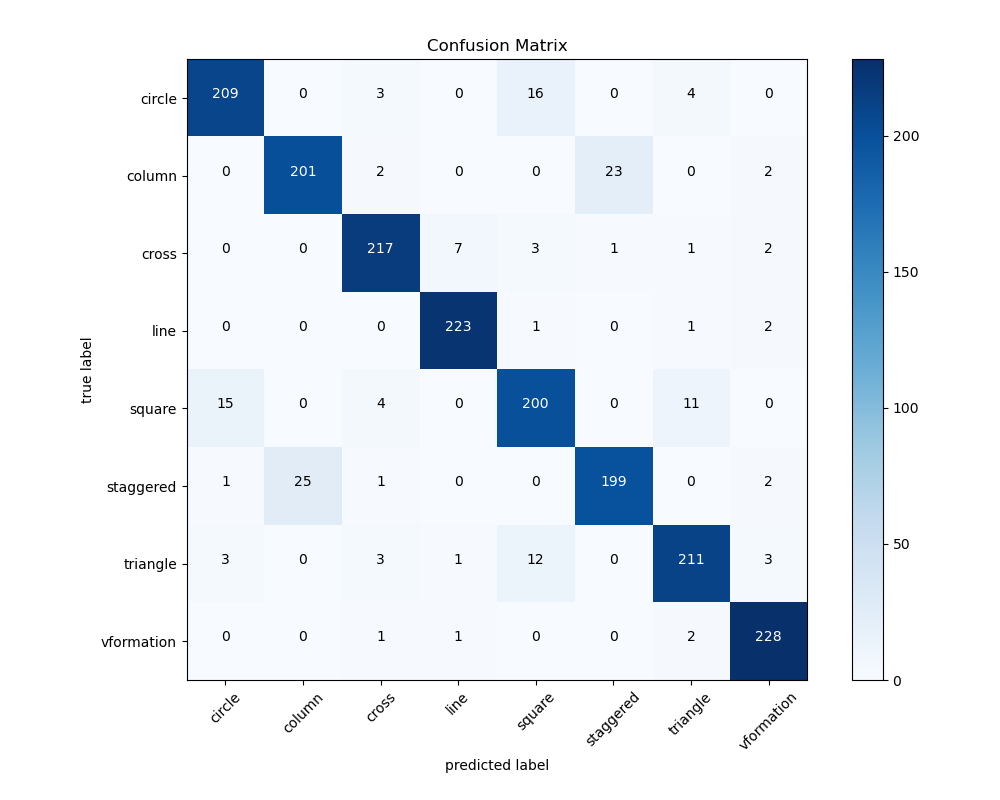 Confusion Matrix
circle 209 0 3 0 16 0 4 0
column 0 201 2 0 0 23 0 2
cross 0 0 217 7 3 1 1 2
line 0 0 0 223 1 0 1 2
square 15 0 4 0 200 0 11 0
staggered 1 25 1 0 0 199 0 2
triangle 3 0 3 1 12 0 211 3
vformation 0 0 1 1 0 0 2 228
circle column cross line square staggered triangle vformation
true label
predicted label
200
150
100
50
0